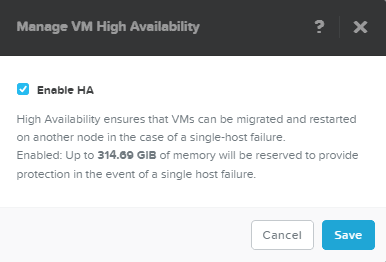 Manage VM High Availability
?
Enable HA
High Availability ensures that VMs can be migrated and restarted
on another node in the case of a single-host failure.
Enabled: Up to 314.69 GiB of memory will be reserved to provide
protection in the event of a single host failure.
Cancel Save